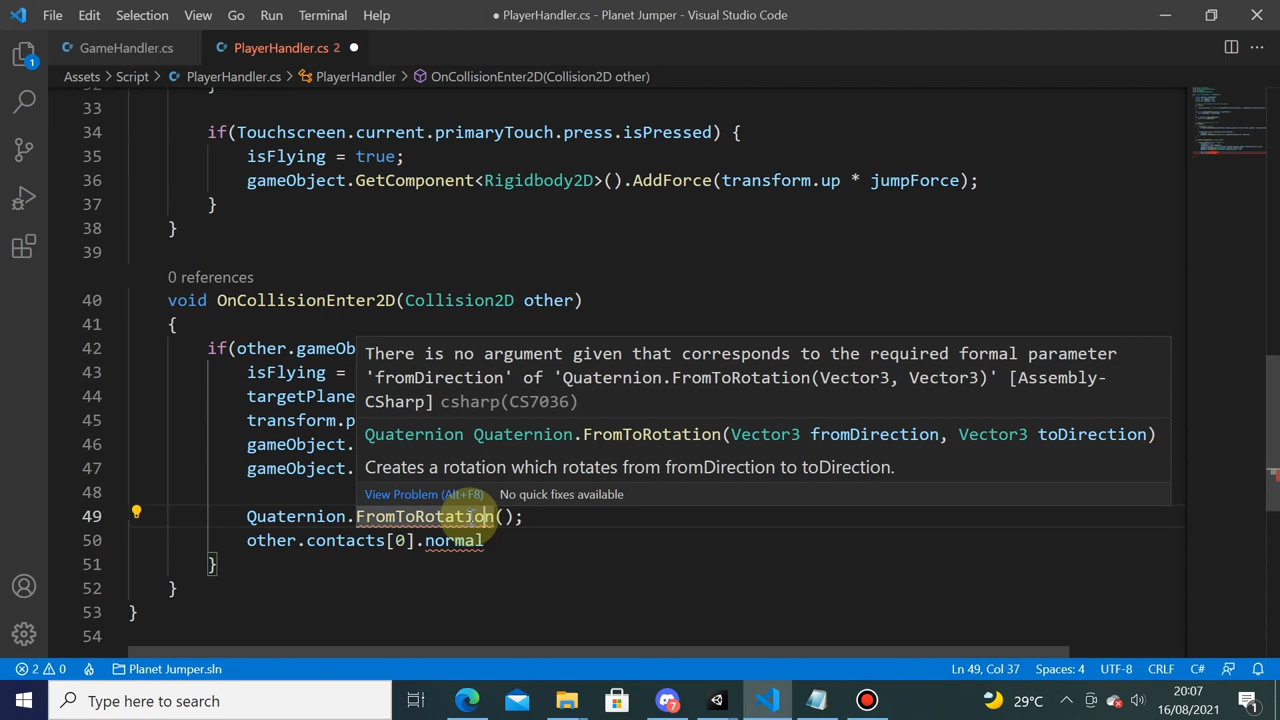 File Edit Selection View Go Run Terminal Help ● PlayerHandler.cs - Planet Jumper - Visual Studio Code
GameHandler.cs PlayerHandler.cs 2
Assets > Script > PlayerHandler.cs > PlayerHandler > OnCollisionEnter2D(Collision2D other)
33
34 if(Touchscreen.current.primaryTouch.press.isPressed) {
35 isFlying = true;
36 gameObject.GetComponent<Rigidbody2D>().AddForce(transform.up * jumpForce);
37 }
38 }
39
0 references
40 void OnCollisionEnter2D(Collision2D other)
41 {
42 if(other.gameOb
43 isFlying =
44 targetPlane
45 transform.p
46 gameObject.
47 gameObject.
48
There is no argument given that corresponds to the required formal parameter
'fromDirection' of 'Quaternion.FromToRotation(Vector3, Vector3)' [Assembly-
CSharp] csharp(CS7036)
Quaternion Quaternion.FromToRotation(Vector3 fromDirection, Vector3 toDirection)
Creates a rotation which rotates from fromDirection to toDirection.
View Problem (Alt+F8) No quick fixes available
49 Quaternion.FromToRotation();
50 other.contacts[0].normal
51 }
52 }
53 }
54
1
2 0 Planet Jumper.sln Ln 49, Col 37 Spaces: 4 UTF-8 CRLF C#
Type here to search 7 29°C 20:07
16/08/2021 1